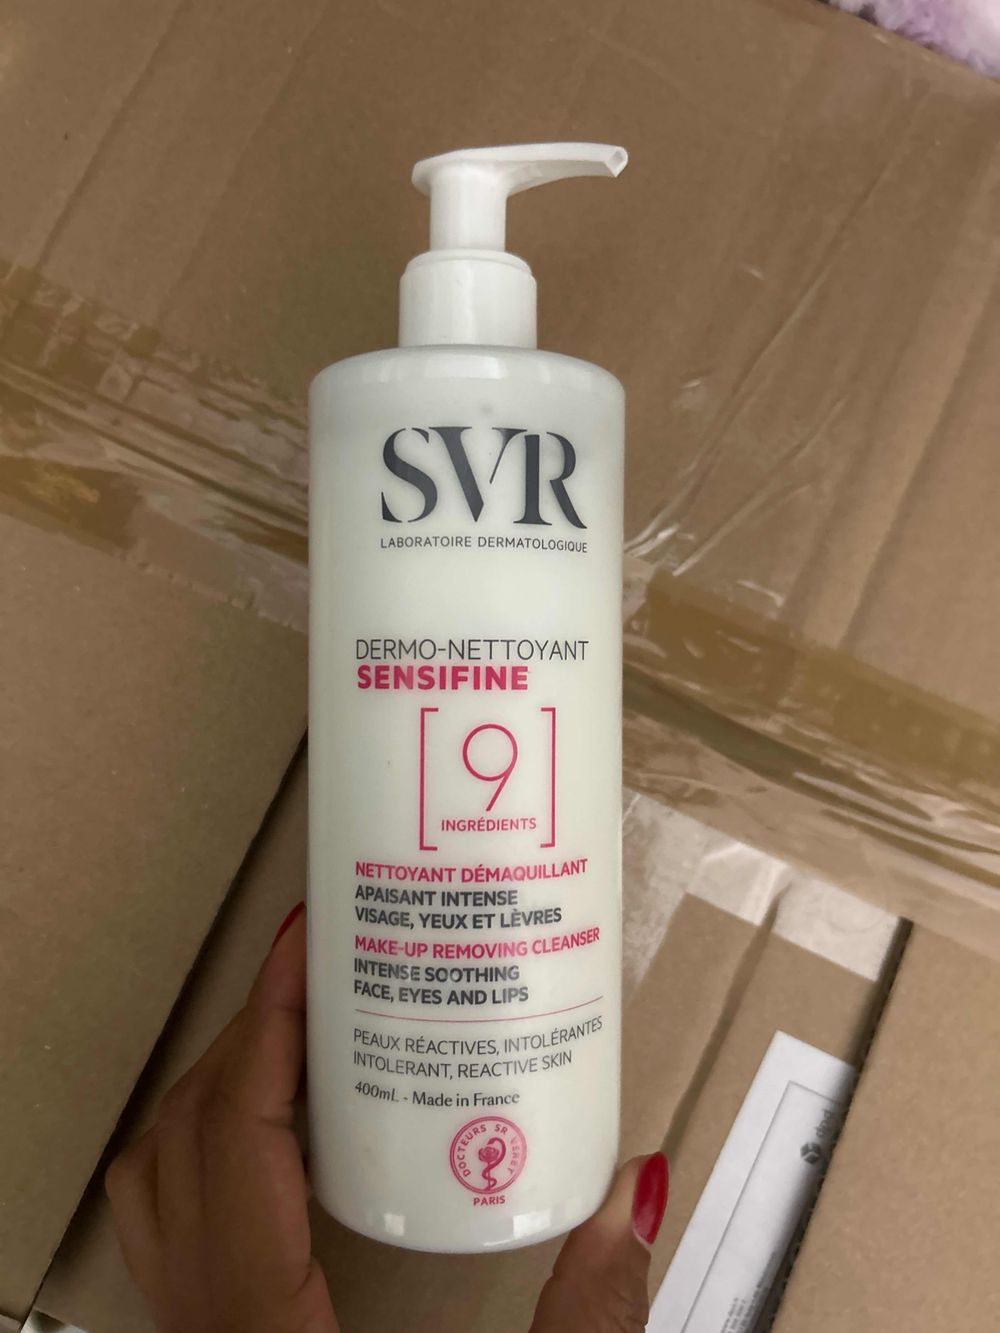 SVR
LABORATOIRE DERMATOLOGIQUE
DERMO-NETTOYANT
SENSIFINE
9
INGRÉDIENTS
NETTOYANT DÉMAQUILLANT
APAISANT INTENSE
VISAGE, YEUX ET LÈVRES
MAKE-UP REMOVING CLEANSER
INTENSE SOOTHING
FACE, EYES AND LIPS
PEAUX RÉACTIVES, INTOLÉRANTES
INTOLERANT, REACTIVE SKIN
400mL - Made in France
DOCTEURS SR VERET
PARIS